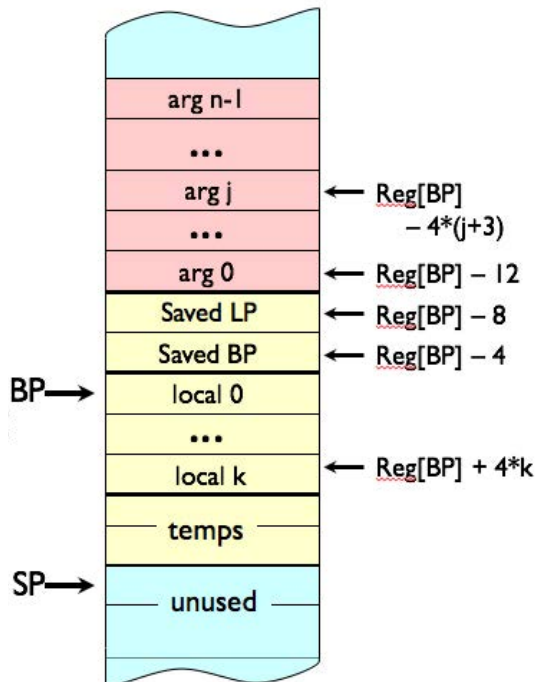 arg n-1
...
arg j
Reg[BP]
– 4*(j+3)
...
arg 0
Reg[BP] – 12
Saved LP
Reg[BP] – 8
Saved BP
Reg[BP] – 4
BP
local 0
...
local k
Reg[BP] + 4*k
temps
SP
unused